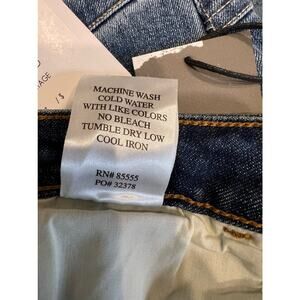 MACHINE WASH
COLD WATER
WITH LIKE COLORS
NO BLEACH
TUMBLE DRY LOW
COOL IRON
RN# 85555
PO# 32378